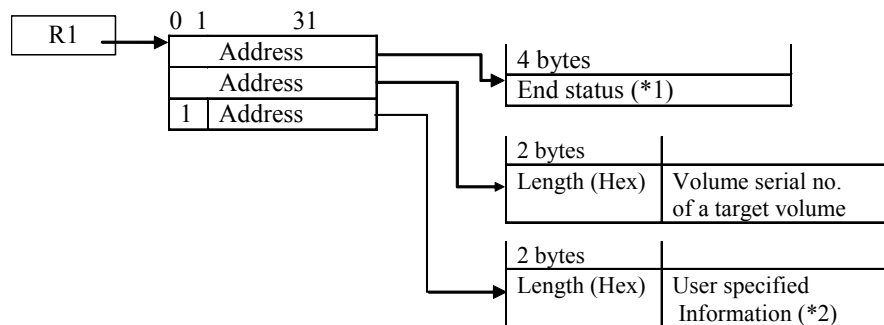 0 1 31
R1
Address
Address
1 Address
4 bytes
End status (*1)
2 bytes
Length (Hex) Volume serial no.
of a target volume
2 bytes
Length (Hex) User specified
Information (*2)